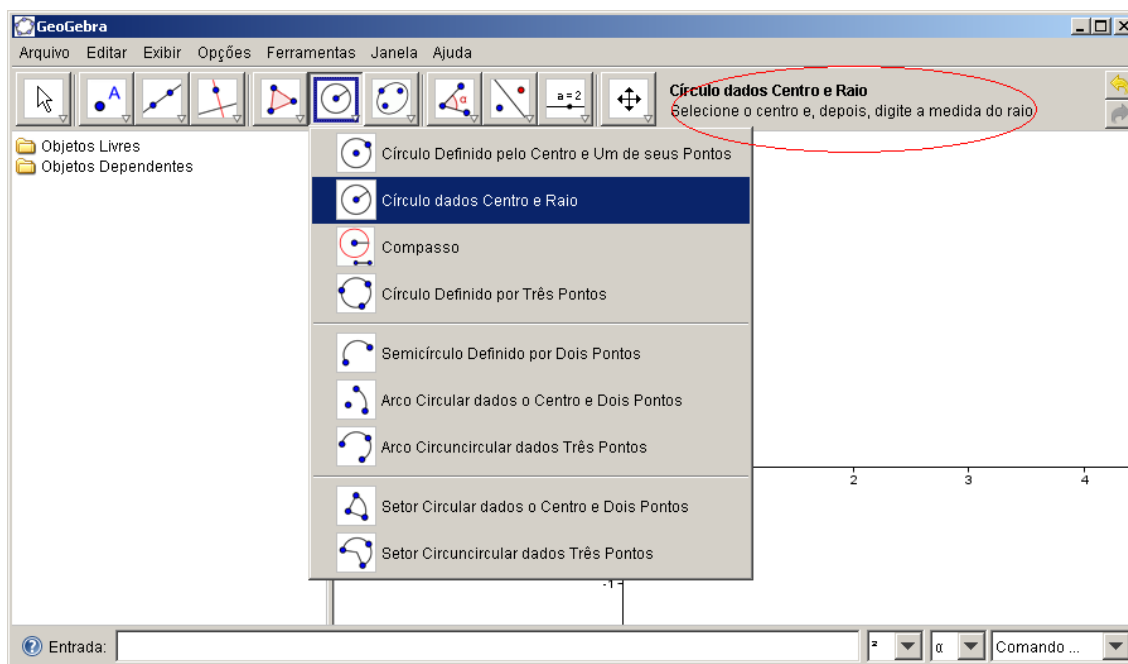 GeoGebra
Arquivo Editar Exibir Opções Ferramentas Janela Ajuda
A
α
a = 2
Círculo dados Centro e Raio
Selecione o centro e, depois, digite a medida do raio
Objetos Livres
Objetos Dependentes
Círculo Definido pelo Centro e Um de seus Pontos
Círculo dados Centro e Raio
Compasso
Círculo Definido por Três Pontos
Semicírculo Definido por Dois Pontos
Arco Circular dados o Centro e Dois Pontos
Arco Circuncircular dados Três Pontos
Setor Circular dados o Centro e Dois Pontos
Setor Circuncircular dados Três Pontos
2 3 4
-1
Entrada: ² α Comando ...